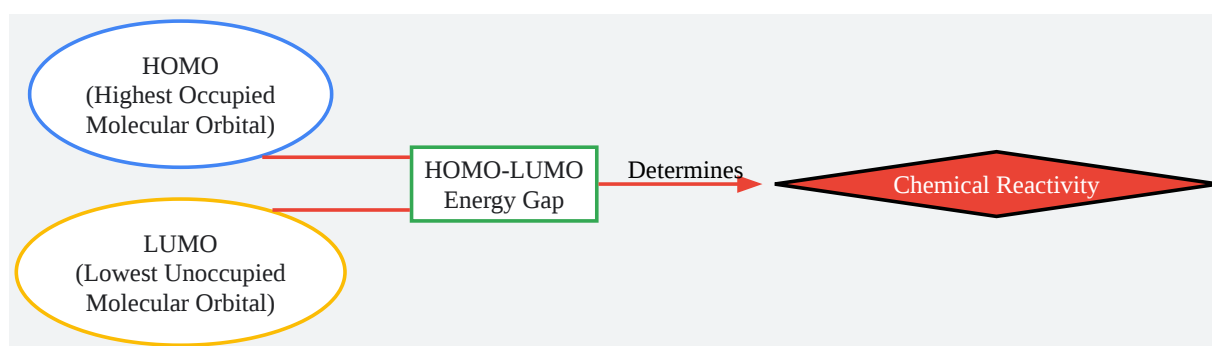 HOMO
(Highest Occupied
Molecular Orbital)
HOMO-LUMO
Energy Gap
Determines
Chemical Reactivity
LUMO
(Lowest Unoccupied
Molecular Orbital)